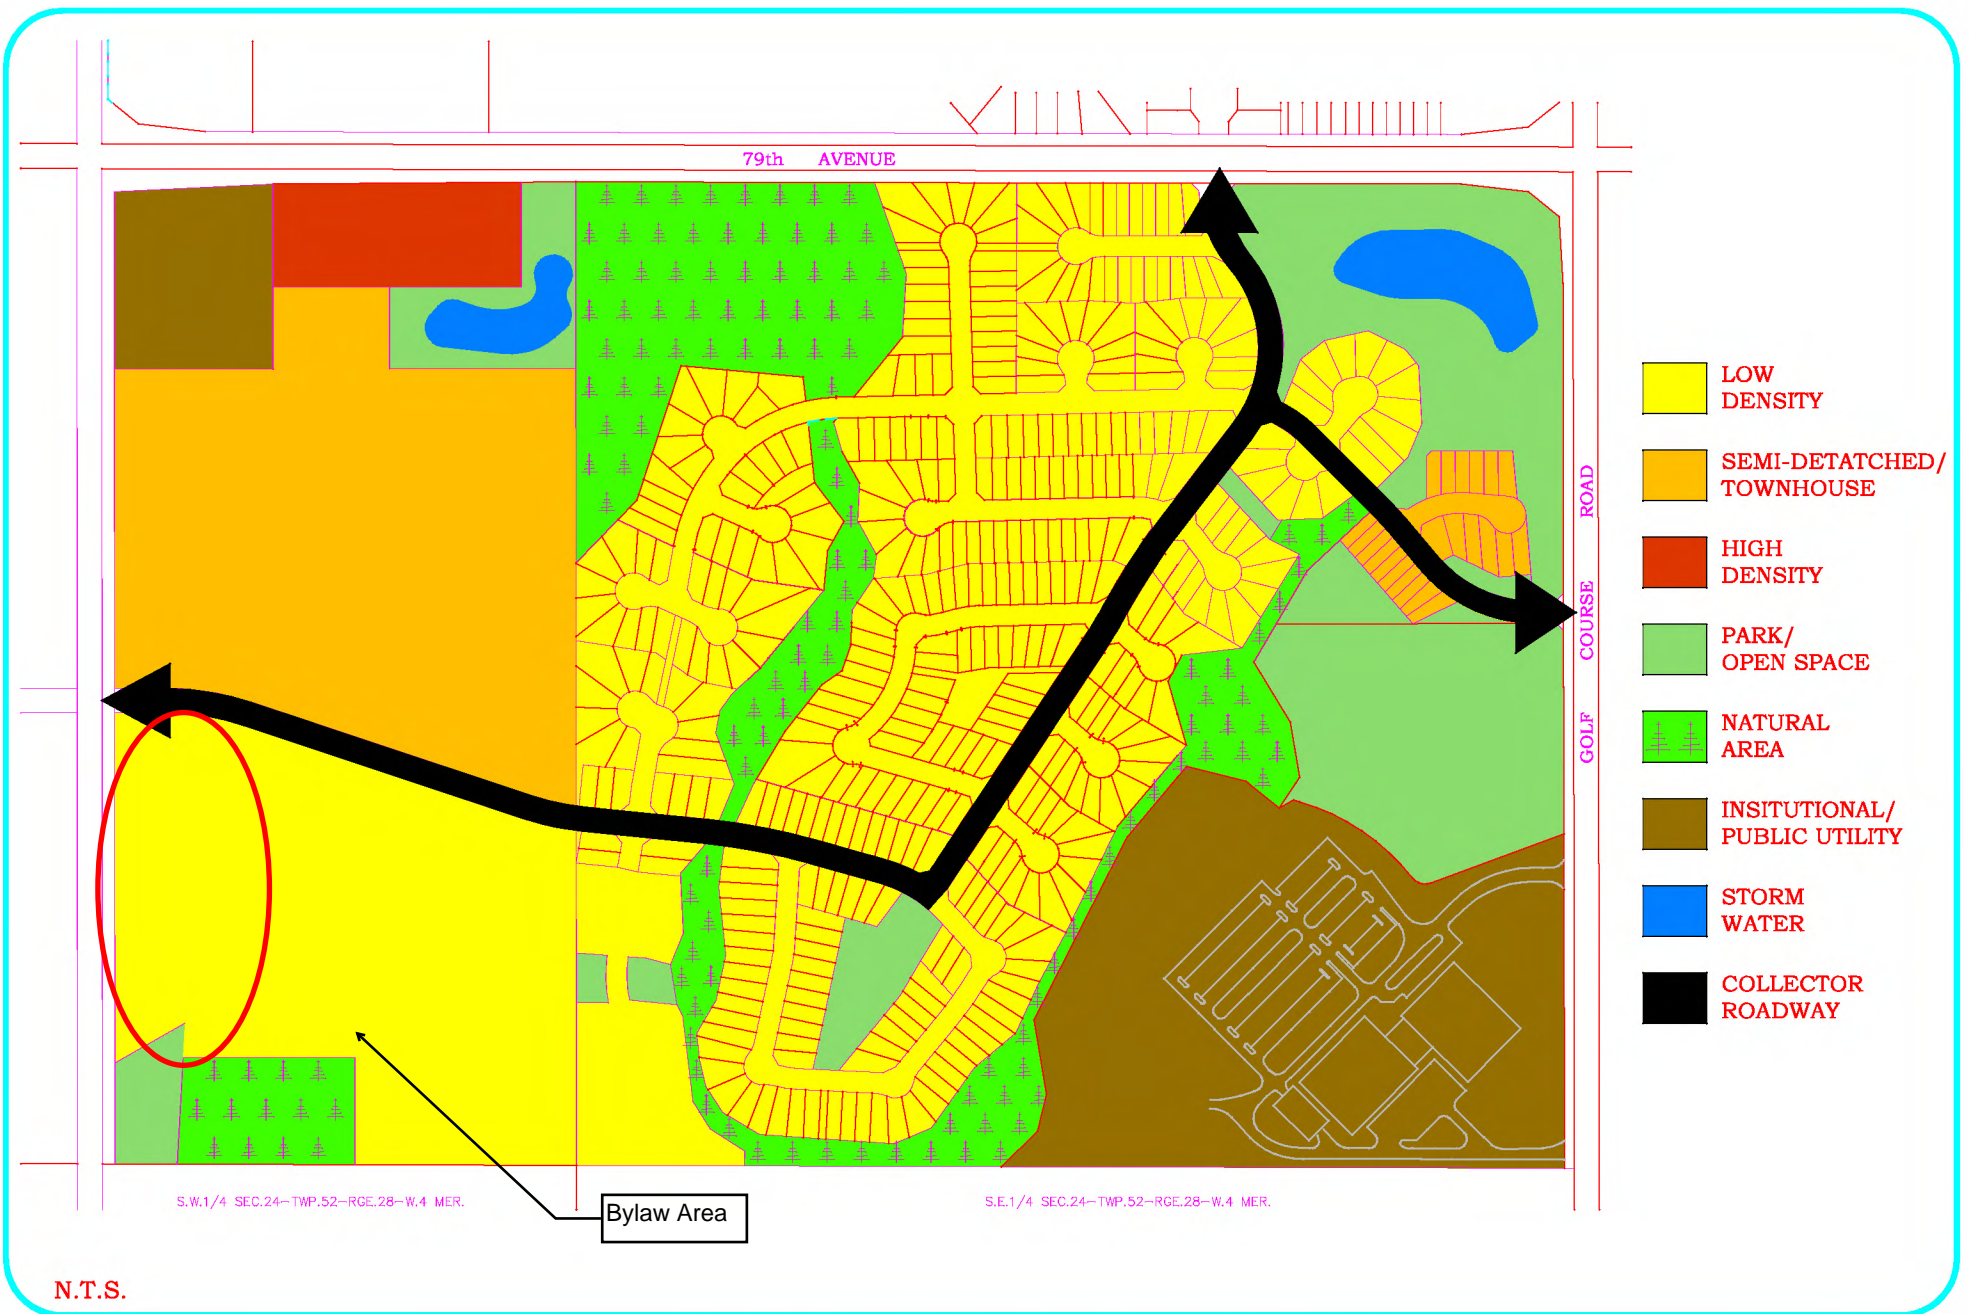 79th AVENUE
GOLF COURSE ROAD
LOW
DENSITY
SEMI-DETATCHED/
TOWNHOUSE
HIGH
DENSITY
PARK/
OPEN SPACE
NATURAL
AREA
INSITUTIONAL/
PUBLIC UTILITY
STORM
WATER
COLLECTOR
ROADWAY
S.W.1/4 SEC.24-TWP.52-RGE.28-W.4 MER.
S.E.1/4 SEC.24-TWP.52-RGE.28-W.4 MER.
Bylaw Area
N.T.S.